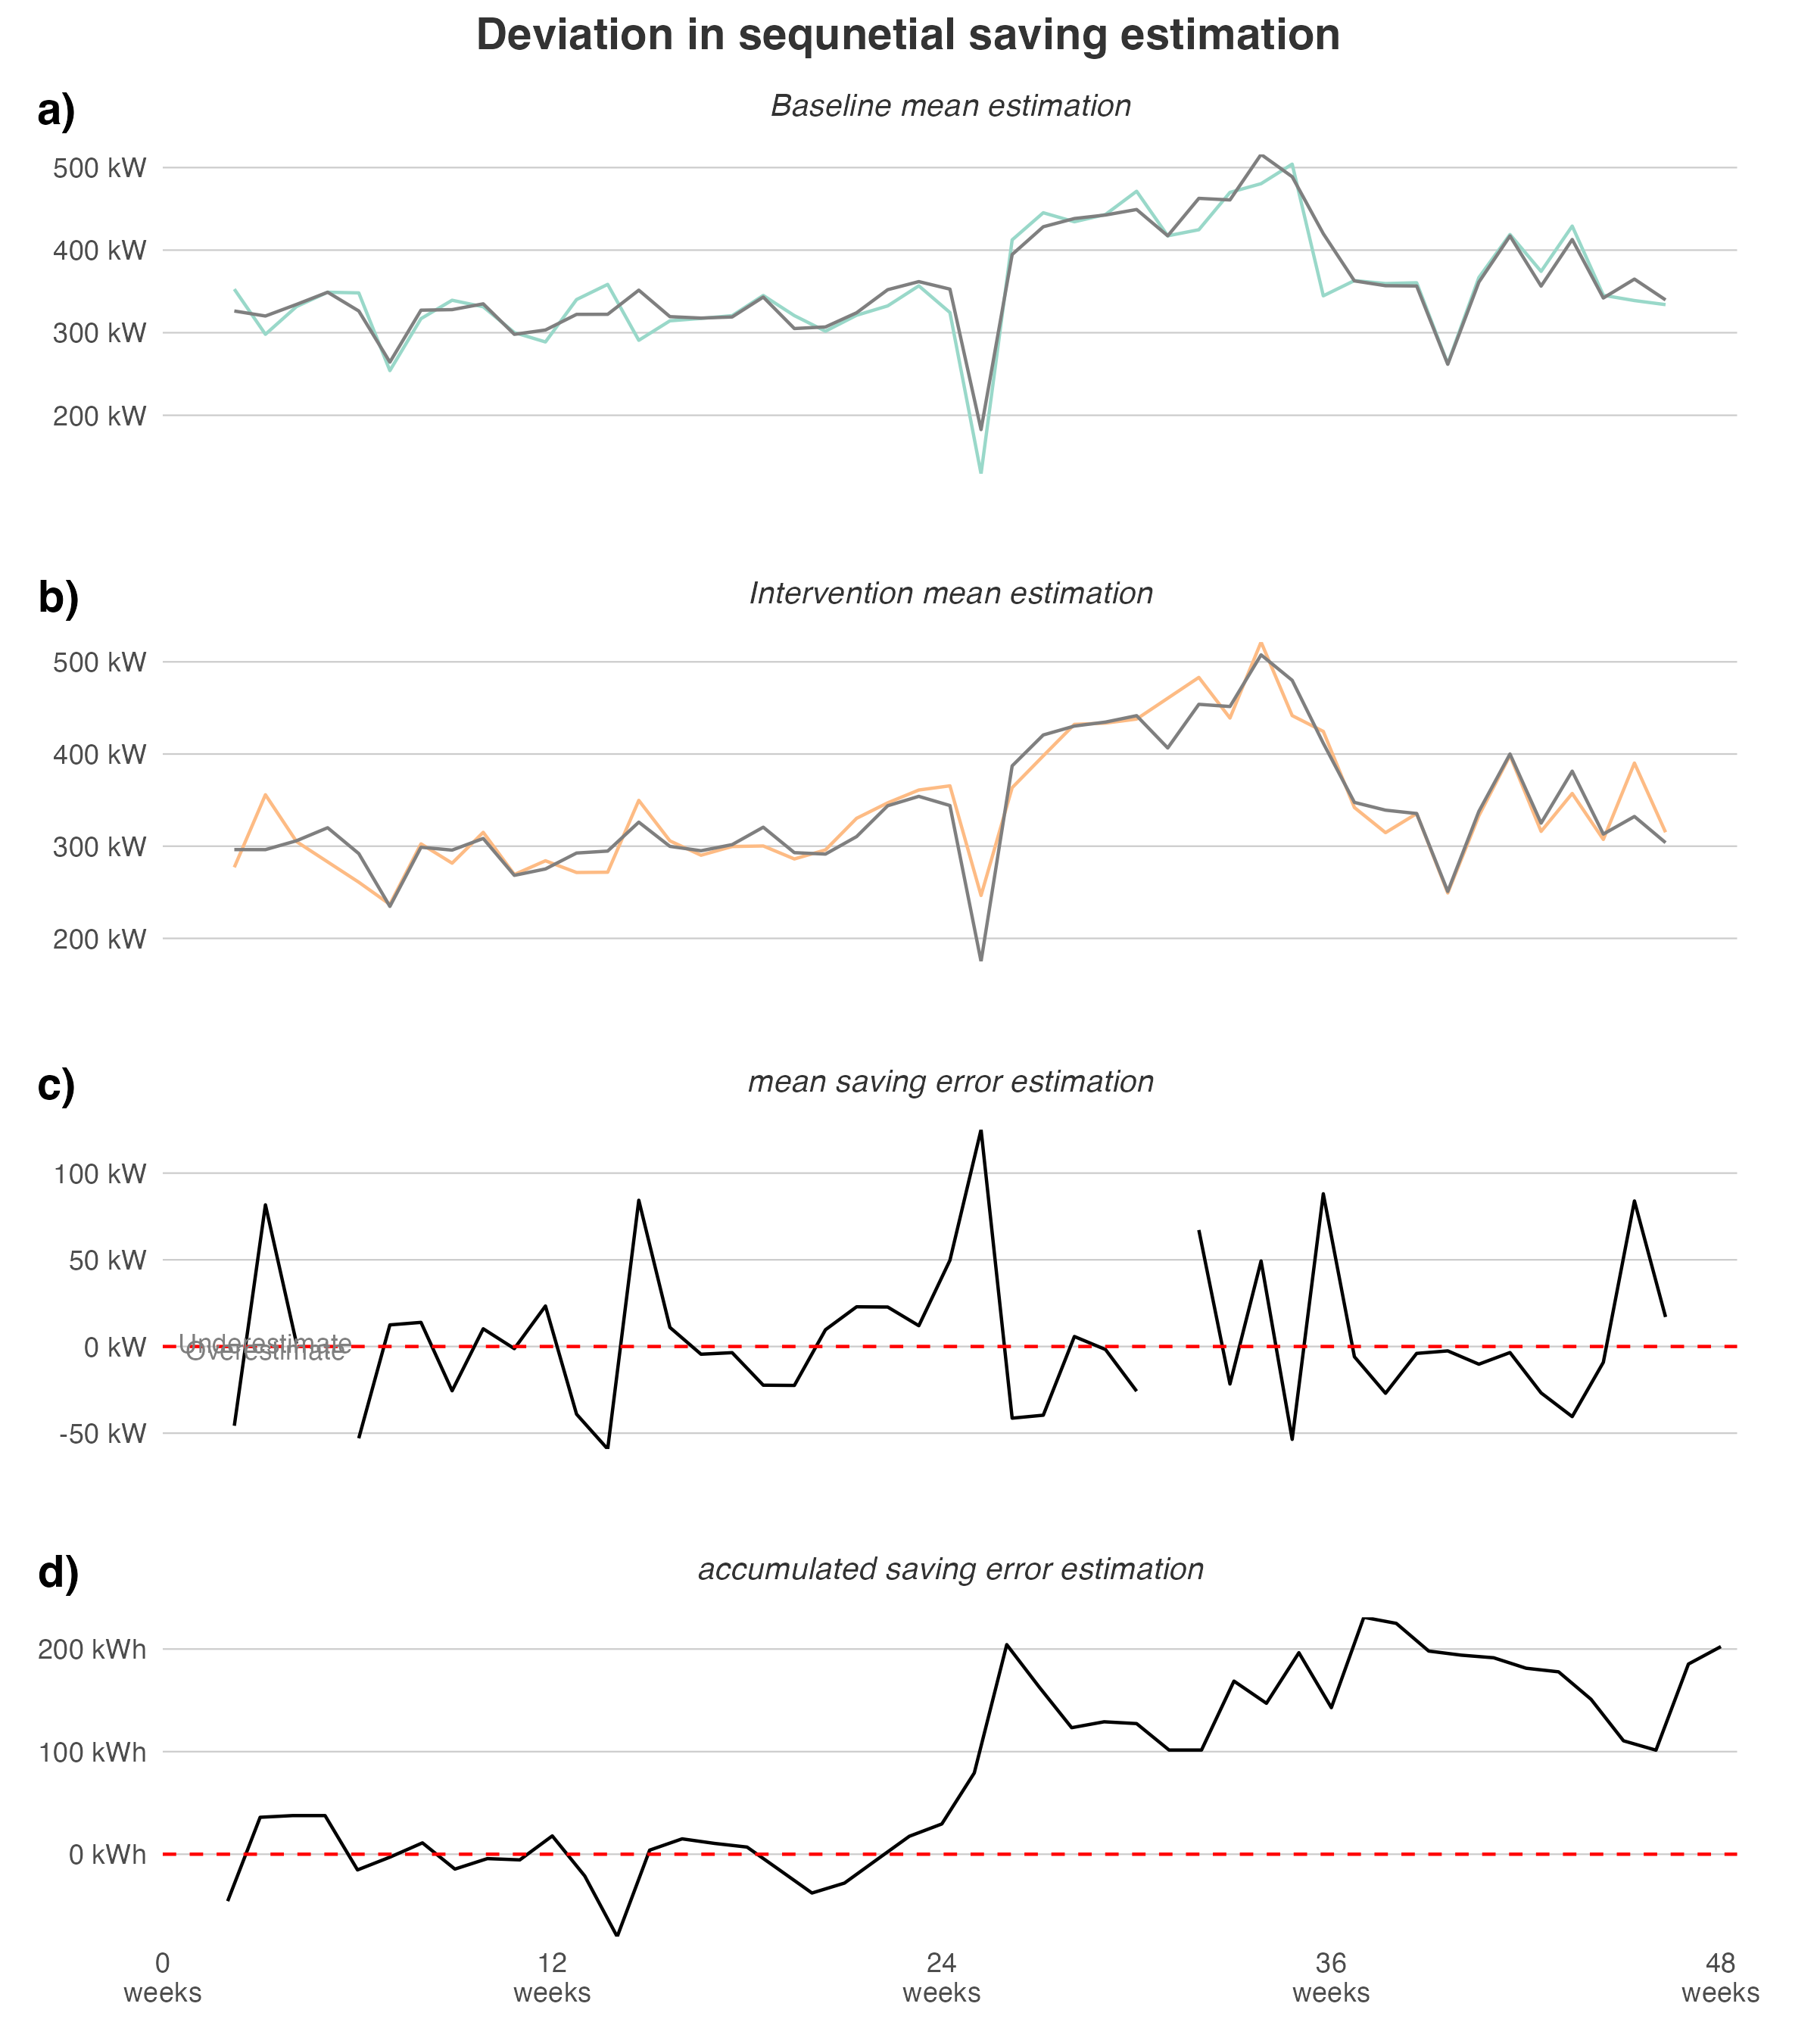 Deviation in sequnetial saving estimation
a)
Baseline mean estimation
500 kW
400 kW
300 kW
200 kW
b)
Intervention mean estimation
500 kW
400 kW
300 kW
200 kW
c)
mean saving error estimation
100 kW
50 kW
0 kW
-50 kW
Underestimate
Overestimate
d)
accumulated saving error estimation
200 kWh
100 kWh
0 kWh
0 12 24 36 48
weeks weeks weeks weeks weeks